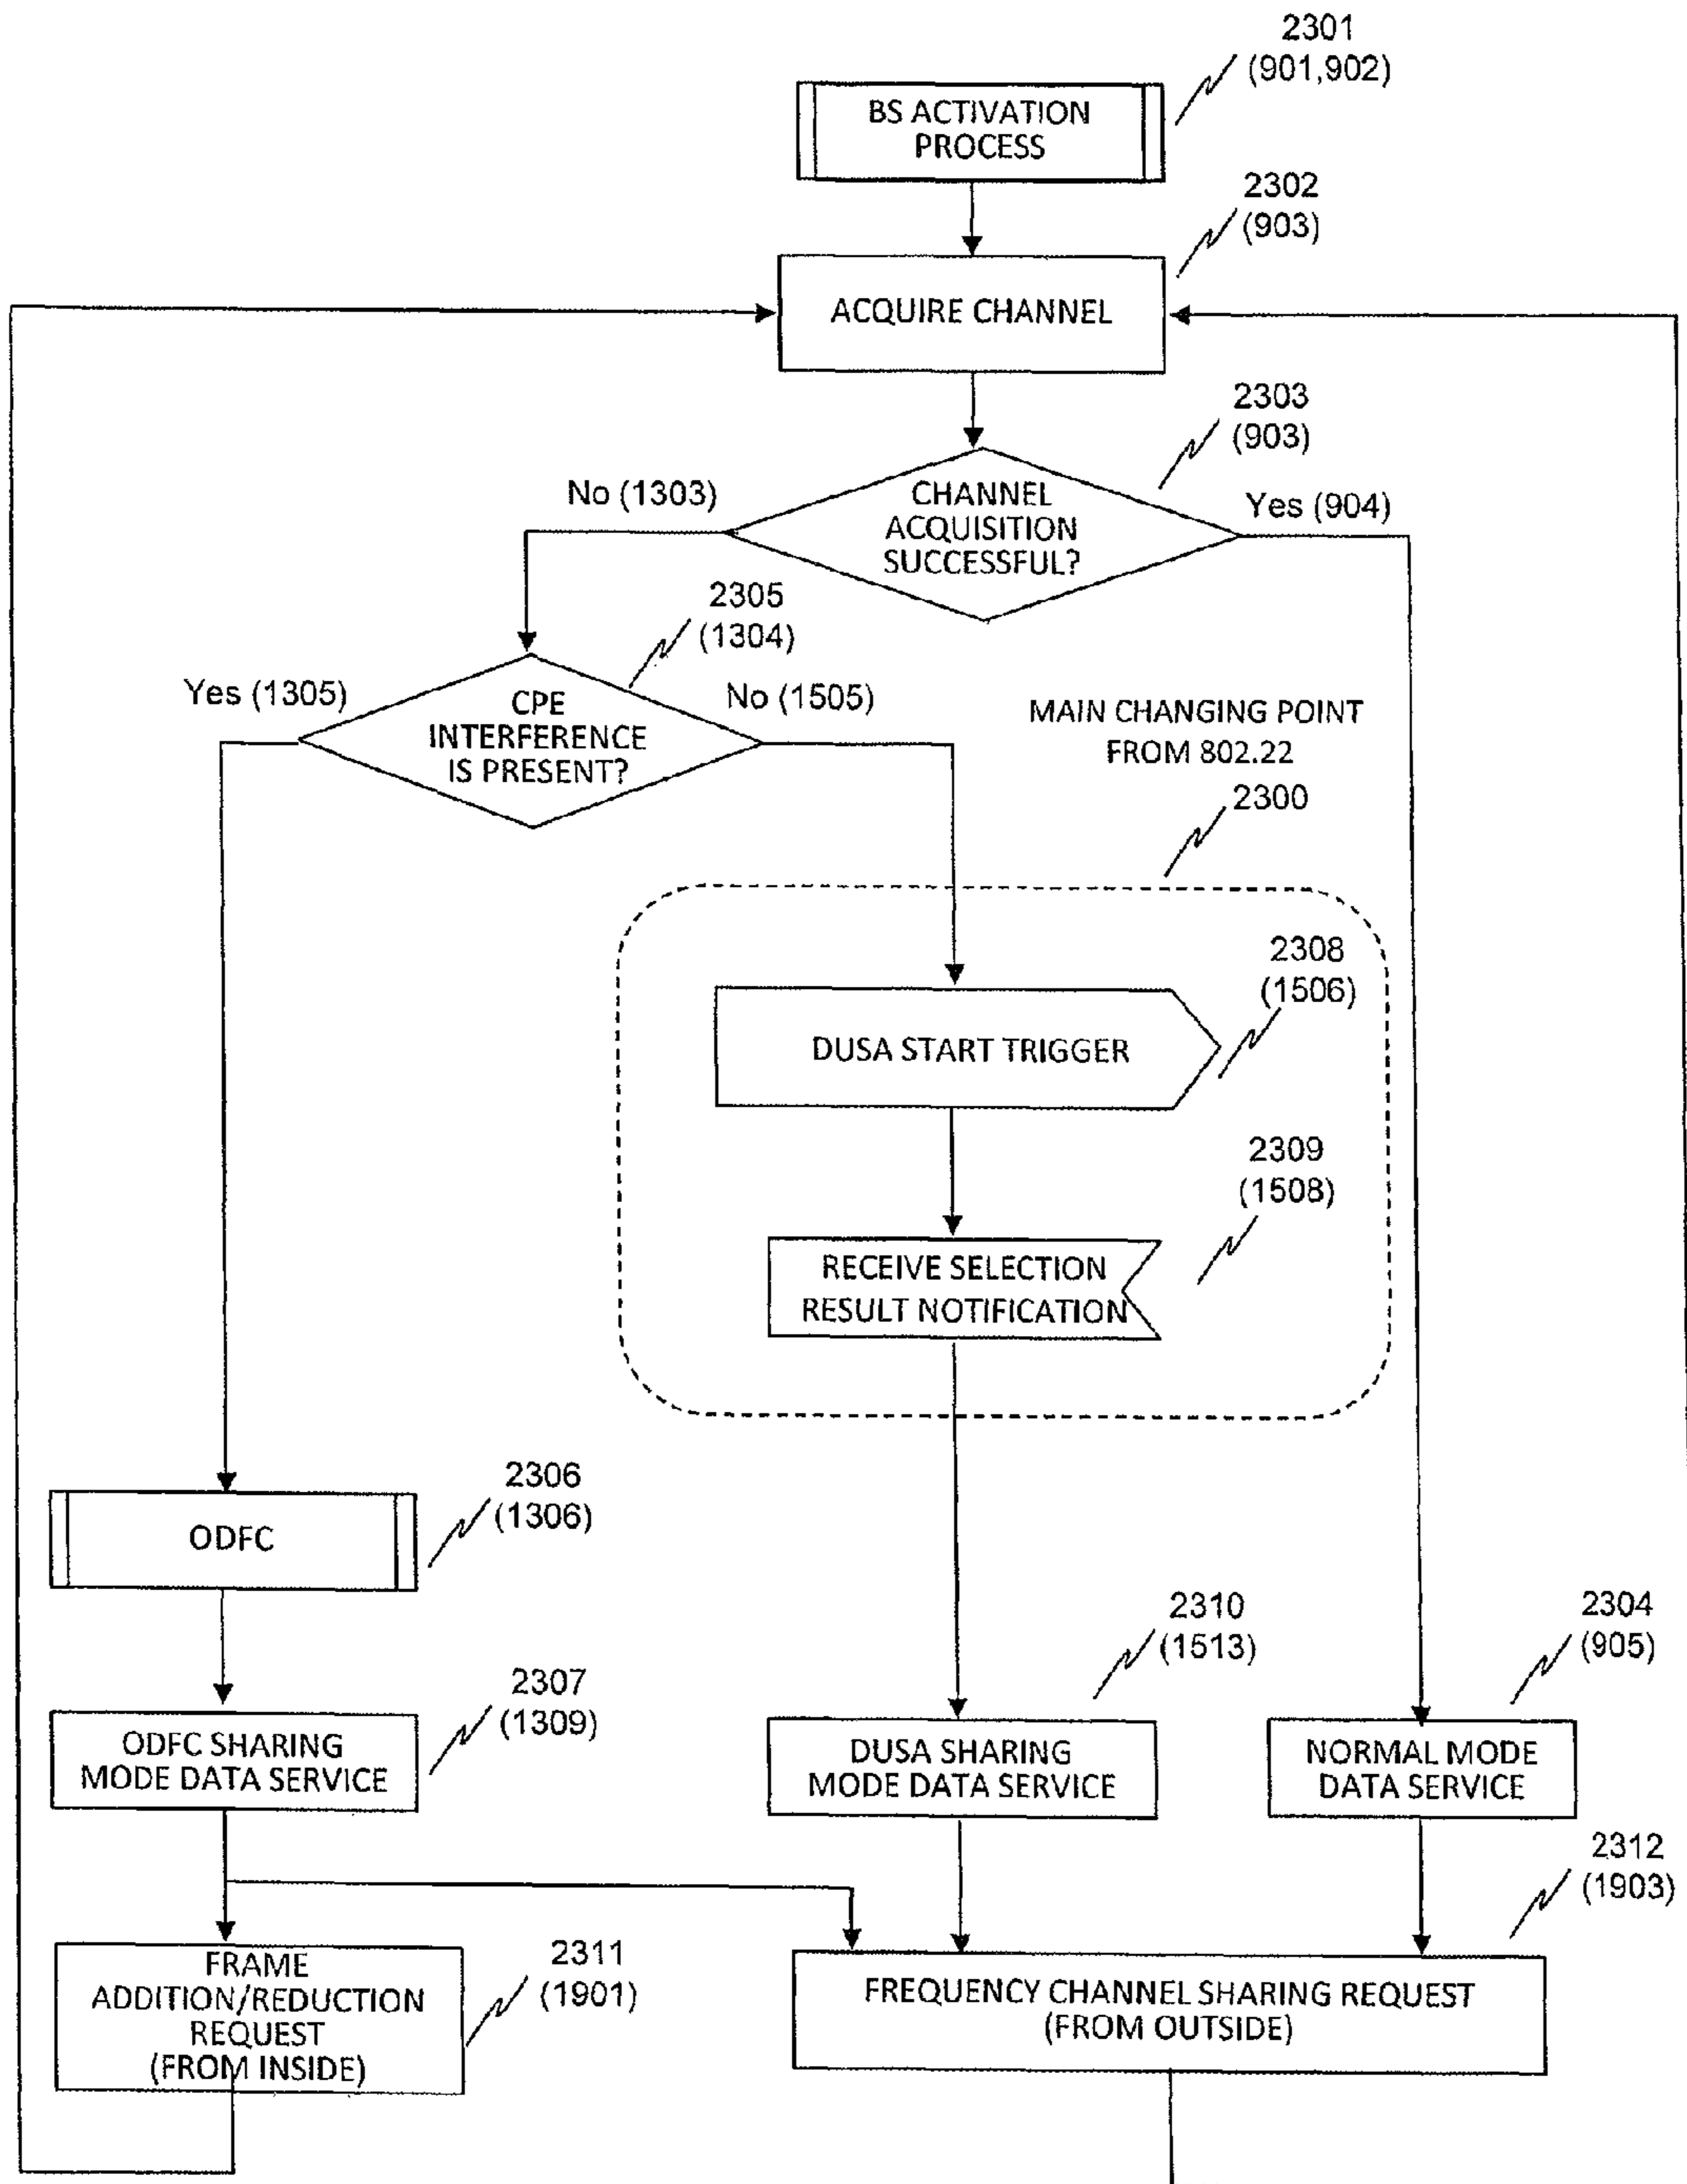 2301
(901,902)
BS ACTIVATION
PROCESS
2302
(903)
ACQUIRE CHANNEL
2303
(903)
No (1303)
CHANNEL
ACQUISITION
SUCCESSFUL?
Yes (904)
2305
(1304)
Yes (1305)
CPE
INTERFERENCE
IS PRESENT?
No (1505)
MAIN CHANGING POINT
FROM 802.22
2300
2308
(1506)
DUSA START TRIGGER
2309
(1508)
RECEIVE SELECTION
RESULT NOTIFICATION
2306
(1306)
ODFC
2310
(1513)
2304
(905)
2307
(1309)
ODFC SHARING
MODE DATA SERVICE
DUSA SHARING
MODE DATA SERVICE
NORMAL MODE
DATA SERVICE
2312
(1903)
FRAME
ADDITION/REDUCTION
REQUEST
(FROM INSIDE)
2311
(1901)
FREQUENCY CHANNEL SHARING REQUEST
(FROM OUTSIDE)